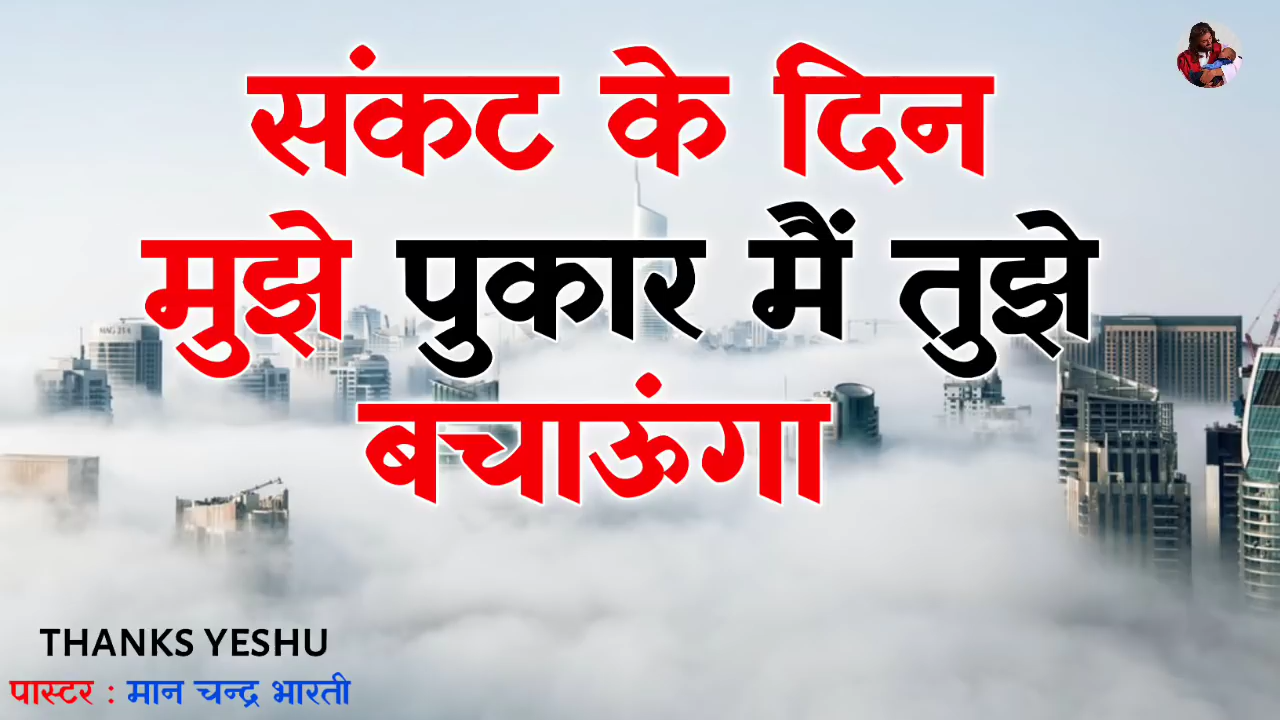 संकट के दिन
मुझे पुकार मैं तुझे
बचाऊंगा
THANKS YESHU
पास्टर : मान चन्द्र भारती